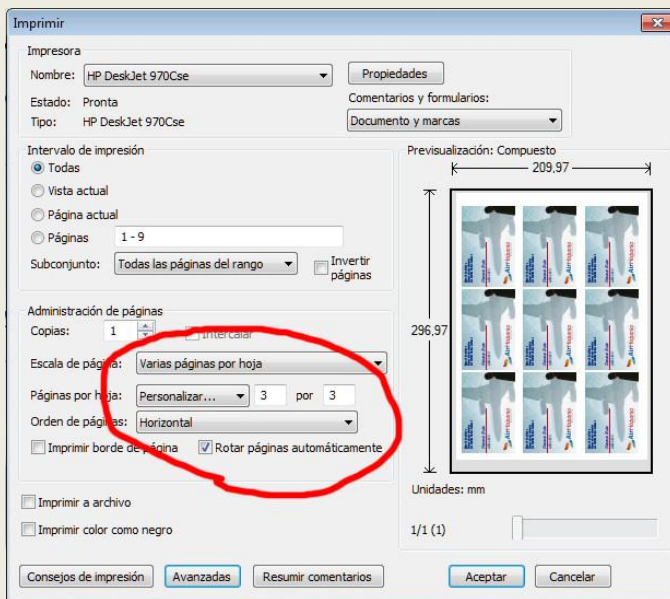 Imprimir
Impresora
Nombre: HP DeskJet 970Cse Propiedades
Estado: Pronta Comentarios y formularios:
Tipo: HP DeskJet 970Cse Documento y marcas
Intervalo de impresión Previsualización: Compuesto
Todas 209,97
Vista actual
Página actual
Páginas 1 - 9
Subconjunto: Todas las páginas del rango Invertir páginas
Administración de páginas
Copias: 1 Intercalar
296,97
Escala de página: Varias páginas por hoja
Páginas por hoja: Personalizar... 3 por 3
Orden de páginas: Horizontal
Imprimir borde de página Rotar páginas automáticamente
Unidades: mm
Imprimir a archivo
Imprimir color como negro 1/1 (1)
Consejos de impresión Avanzadas Resumir comentarios Aceptar Cancelar